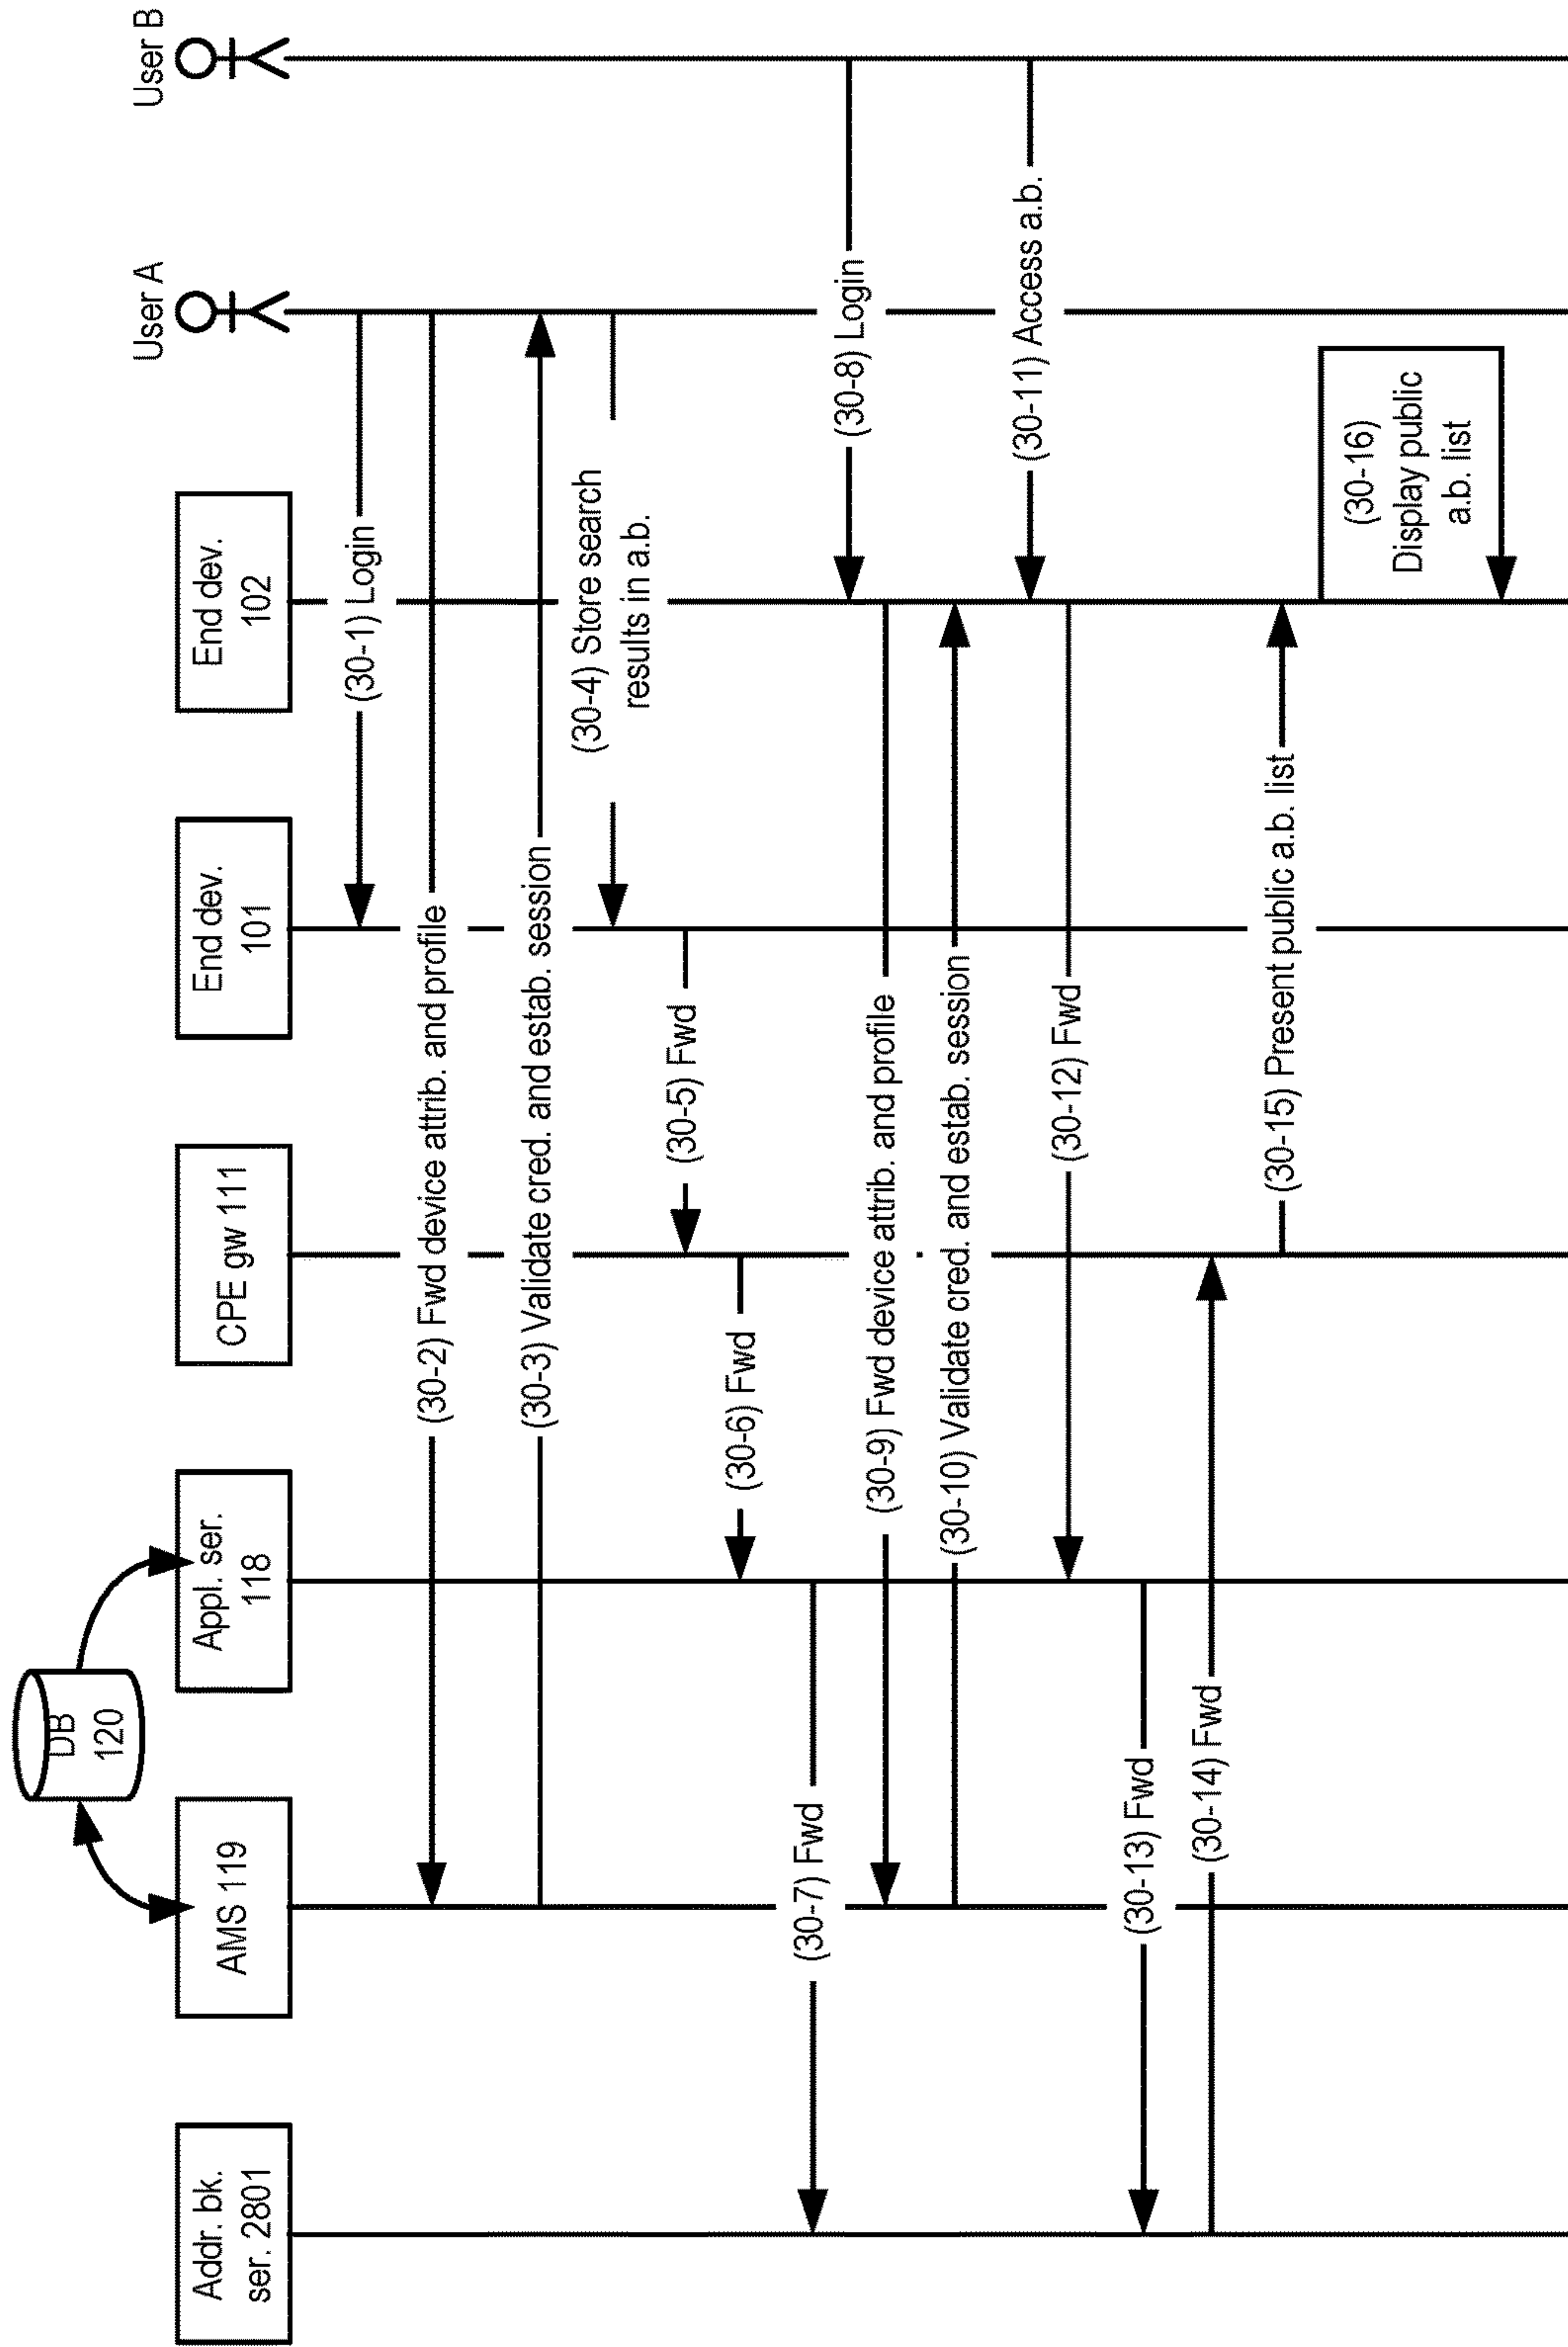 DB
120
Addr. bk.
ser. 2801
AMS 119
Appl. ser.
118
CPE gw 111
End dev.
101
End dev.
102
User A
User B
(30-1) Login
(30-2) Fwd device attrib. and profile
(30-3) Validate cred. and estab. session
(30-4) Store search
results in a.b.
(30-5) Fwd
(30-6) Fwd
(30-7) Fwd
(30-8) Login
(30-9) Fwd device attrib. and profile
(30-10) Validate cred. and estab. session
(30-11) Access a.b.
(30-12) Fwd
(30-13) Fwd
(30-14) Fwd
(30-15) Present public a.b. list
(30-16)
Display public
a.b. list